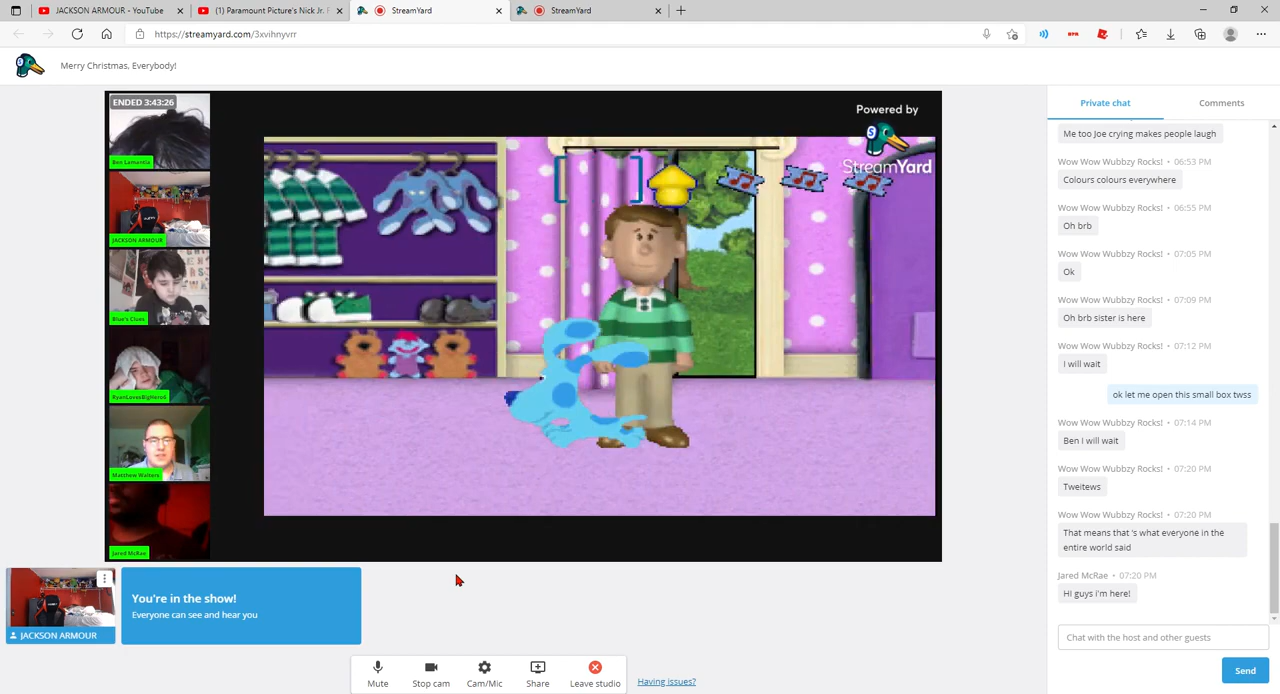 JACKSON ARMOUR - YouTube
(1) Paramount Picture's Nick Jr. F
StreamYard
StreamYard
https://streamyard.com/3xvihnyvrr
Merry Christmas, Everybody!
ENDED 3:43:26
Ben Lamantia
JACKSON ARMOUR
Blue's Clues
RyanLovesBigHero6
Matthew Walters
Jared McRae
Powered by
StreamYard
JACKSON ARMOUR
You're in the show!
Everyone can see and hear you
Mute
Stop cam
Cam/Mic
Share
Leave studio
Having issues?
Private chat
Comments
Me too Joe crying makes people laugh
Wow Wow Wubbzy Rocks! • 06:53 PM
Colours colours everywhere
Wow Wow Wubbzy Rocks! • 06:55 PM
Oh brb
Wow Wow Wubbzy Rocks! • 07:05 PM
Ok
Wow Wow Wubbzy Rocks! • 07:09 PM
Oh brb sister is here
Wow Wow Wubbzy Rocks! • 07:12 PM
I will wait
ok let me open this small box twss
Wow Wow Wubbzy Rocks! • 07:14 PM
Ben I will wait
Wow Wow Wubbzy Rocks! • 07:20 PM
Tweitews
Wow Wow Wubbzy Rocks! • 07:20 PM
That means that 's what everyone in the
entire world said
Jared McRae • 07:20 PM
HI guys i'm here!
Chat with the host and other guests
Send